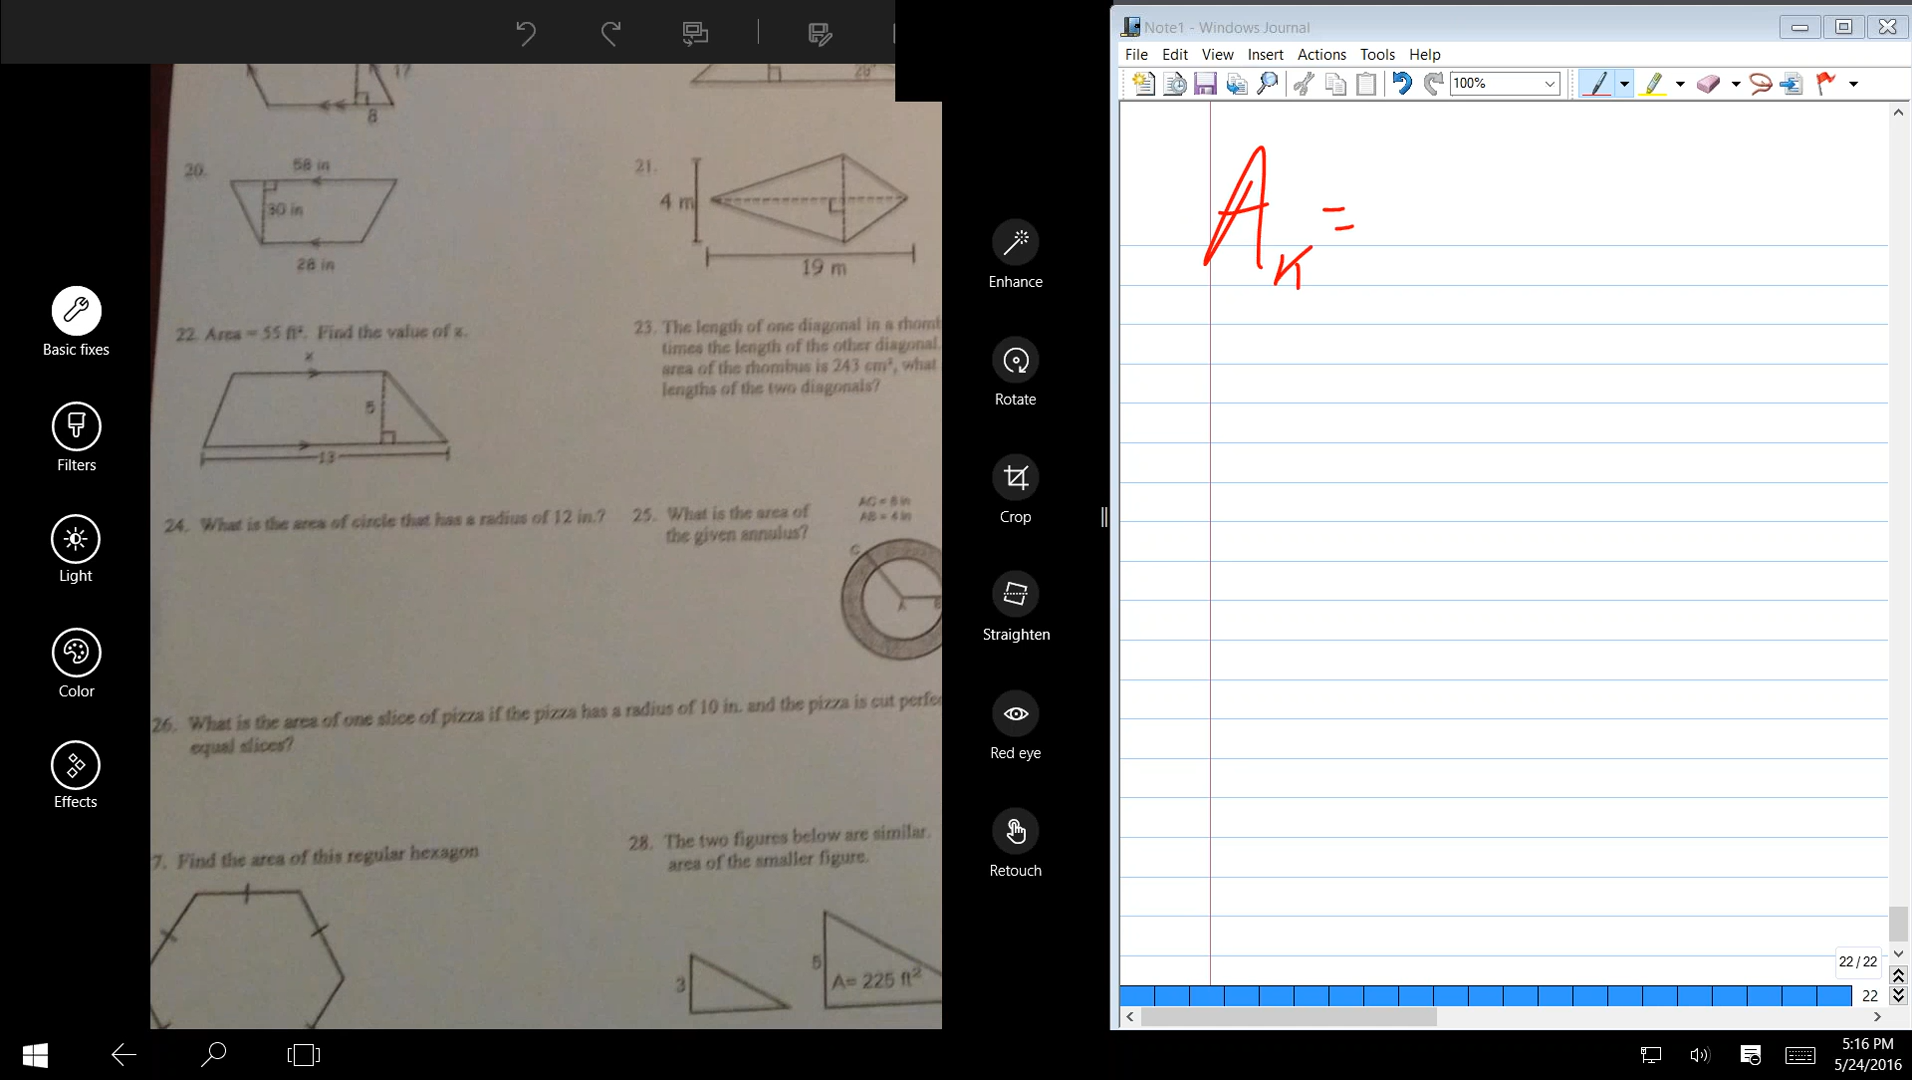 Note1 - Windows Journal
File Edit View Insert Actions Tools Help
100%
17
8
28
20.
58 in
30 in
28 in
21.
4 m
19 m
22. Area = 55 ft². Find the value of x.
x
5
13
23. The length of one diagonal in a rhomb
times the length of the other diagonal.
area of the rhombus is 243 cm², what
lengths of the two diagonals?
24. What is the area of circle that has a radius of 12 in.?
25. What is the area of
the given annulus?
AC = 6 in
AB = 4 in
C
A
B
26. What is the area of one slice of pizza if the pizza has a radius of 10 in. and the pizza is cut perfe
equal slices?
7. Find the area of this regular hexagon
28. The two figures below are similar.
area of the smaller figure.
3
5
A= 225 ft²
Basic fixes
Filters
Light
Color
Effects
Enhance
Rotate
Crop
Straighten
Red eye
Retouch
A K =
22 / 22
22
5:16 PM
5/24/2016